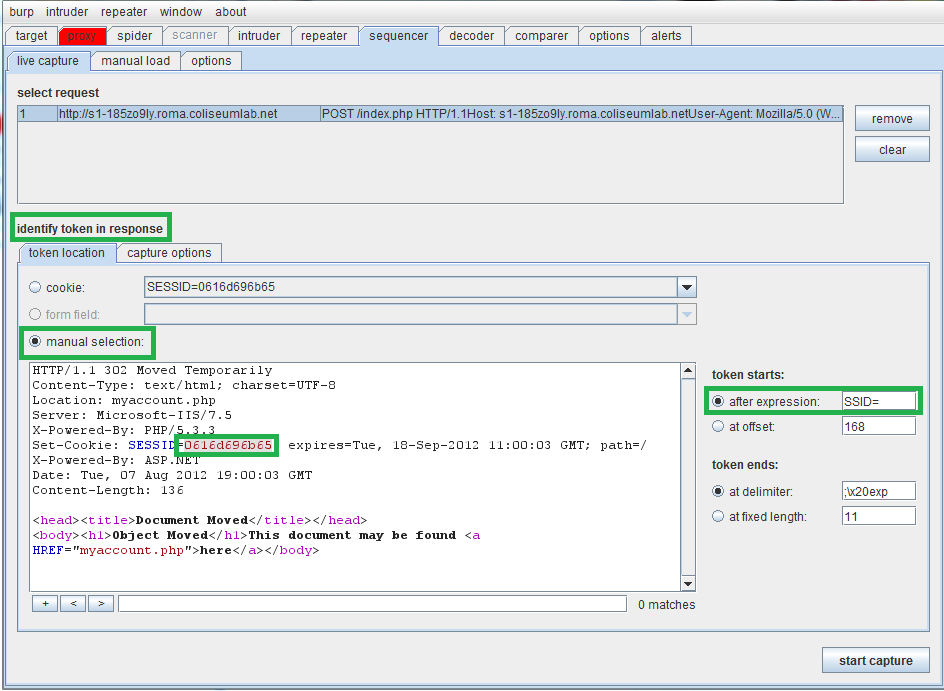 burp intruder repeater window about
target proxy spider scanner intruder repeater sequencer decoder comparer options alerts
live capture manual load options
select request
1 http://s1-185zo9ly.roma.coliseumlab.net POST /index.php HTTP/1.1Host: s1-185zo9ly.roma.coliseumlab.netUser-Agent: Mozilla/5.0 (W...
remove
clear
identify token in response
token location capture options
cookie: SESSID=0616d696b65
form field:
manual selection:
HTTP/1.1 302 Moved Temporarily
Content-Type: text/html; charset=UTF-8
Location: myaccount.php
Server: Microsoft-IIS/7.5
X-Powered-By: PHP/5.3.3
Set-Cookie: SESSID=0616d696b65 expires=Tue, 18-Sep-2012 11:00:03 GMT; path=/
X-Powered-By: ASP.NET
Date: Tue, 07 Aug 2012 19:00:03 GMT
Content-Length: 136
<head><title>Document Moved</title></head>
<body><h1>Object Moved</h1>This document may be found <a
HREF="myaccount.php">here</a></body>
+ < > 0 matches
token starts:
after expression: SSID=
at offset: 168
token ends:
at delimiter: ;\x20exp
at fixed length: 11
start capture